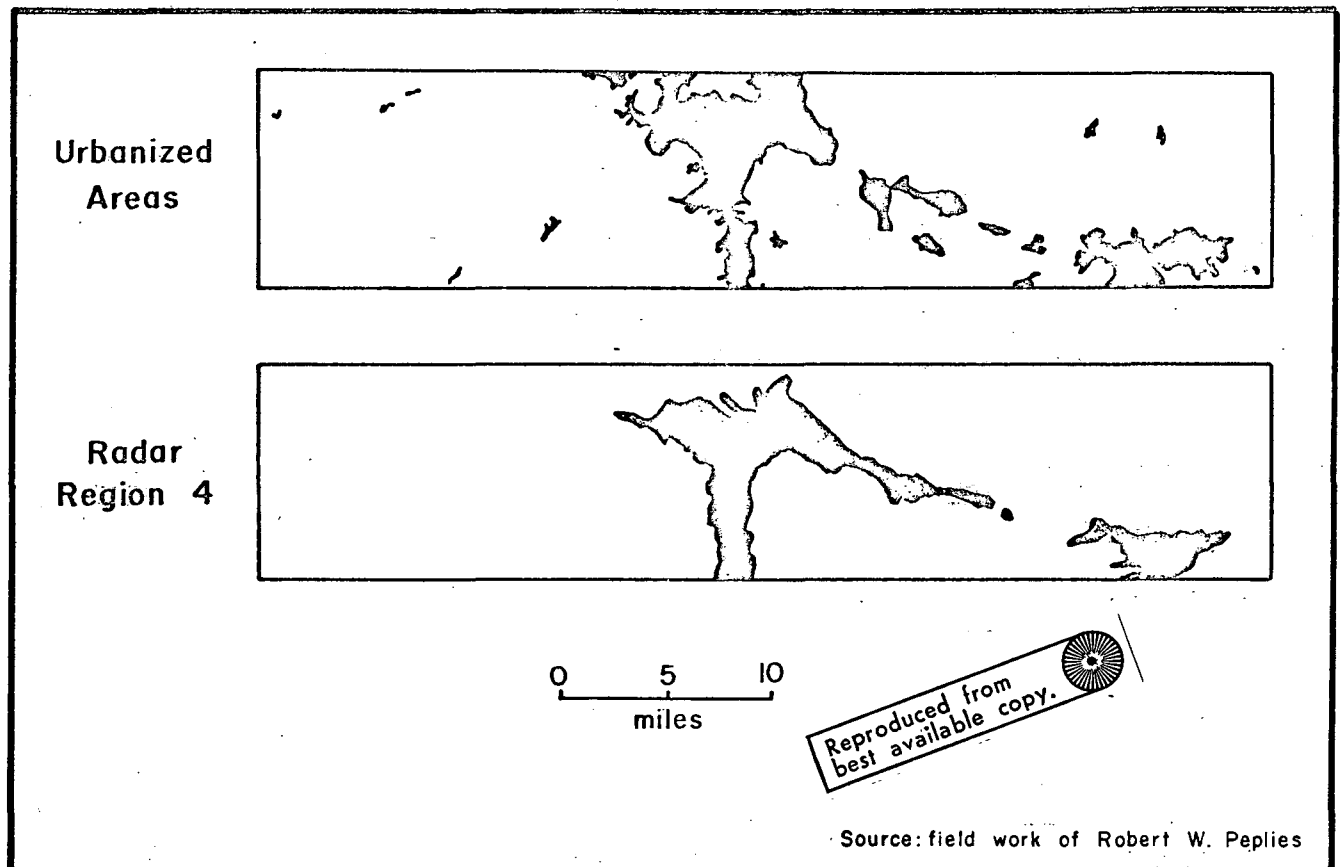 Urbanized
Areas
Radar
Region 4
0 5 10
miles
Reproduced from
best available copy.
Source: field work of Robert W. Peplies